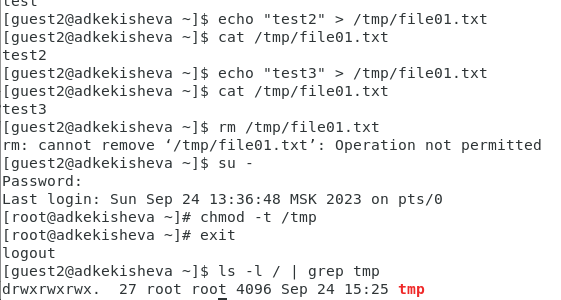 test
[guest2@adkekisheva ~]$ echo "test2" > /tmp/file01.txt
[guest2@adkekisheva ~]$ cat /tmp/file01.txt
test2
[guest2@adkekisheva ~]$ echo "test3" > /tmp/file01.txt
[guest2@adkekisheva ~]$ cat /tmp/file01.txt
test3
[guest2@adkekisheva ~]$ rm /tmp/file01.txt
rm: cannot remove ‘/tmp/file01.txt’: Operation not permitted
[guest2@adkekisheva ~]$ su -
Password:
Last login: Sun Sep 24 13:36:48 MSK 2023 on pts/0
[root@adkekisheva ~]# chmod -t /tmp
[root@adkekisheva ~]# exit
logout
[guest2@adkekisheva ~]$ ls -l / | grep tmp
drwxrwxrwx.  27 root root 4096 Sep 24 15:25 tmp